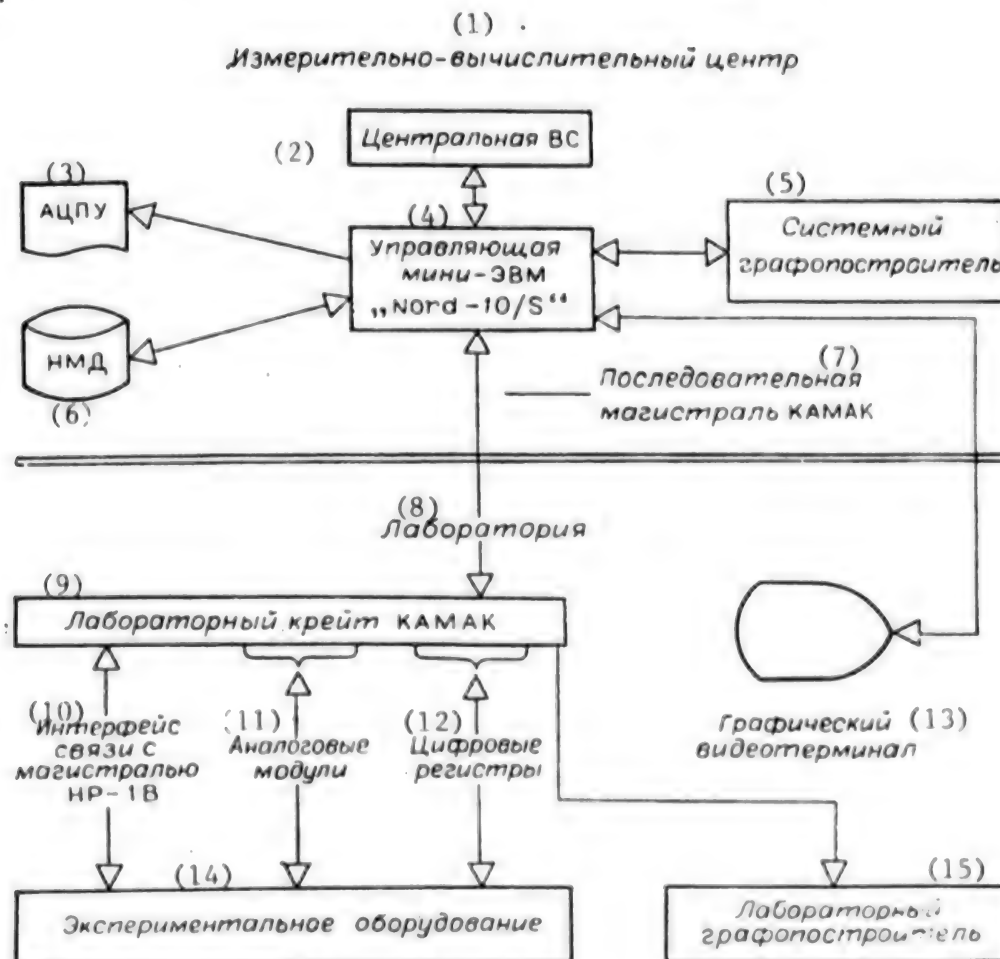 (1)
Измерительно-вычислительный центр
(2)
Центральная ВС
(3)
АЦПУ
(4)
Управляющая
мини-ЭВМ
„Nord-10/S“
(5)
Системный
графопостроитель
НМД
(6)
(7)
Последовательная
магистраль КАМАК
(8)
Лаборатория
(9)
Лабораторный крейт КАМАК
(10)
Интерфейс
связи с
магистралью
НР-1В
(11)
Аналоговые
модули
(12)
Цифровые
регистры
Графический (13)
видеотерминал
(14)
Экспериментальное оборудование
(15)
Лабораторный
графопостроитель